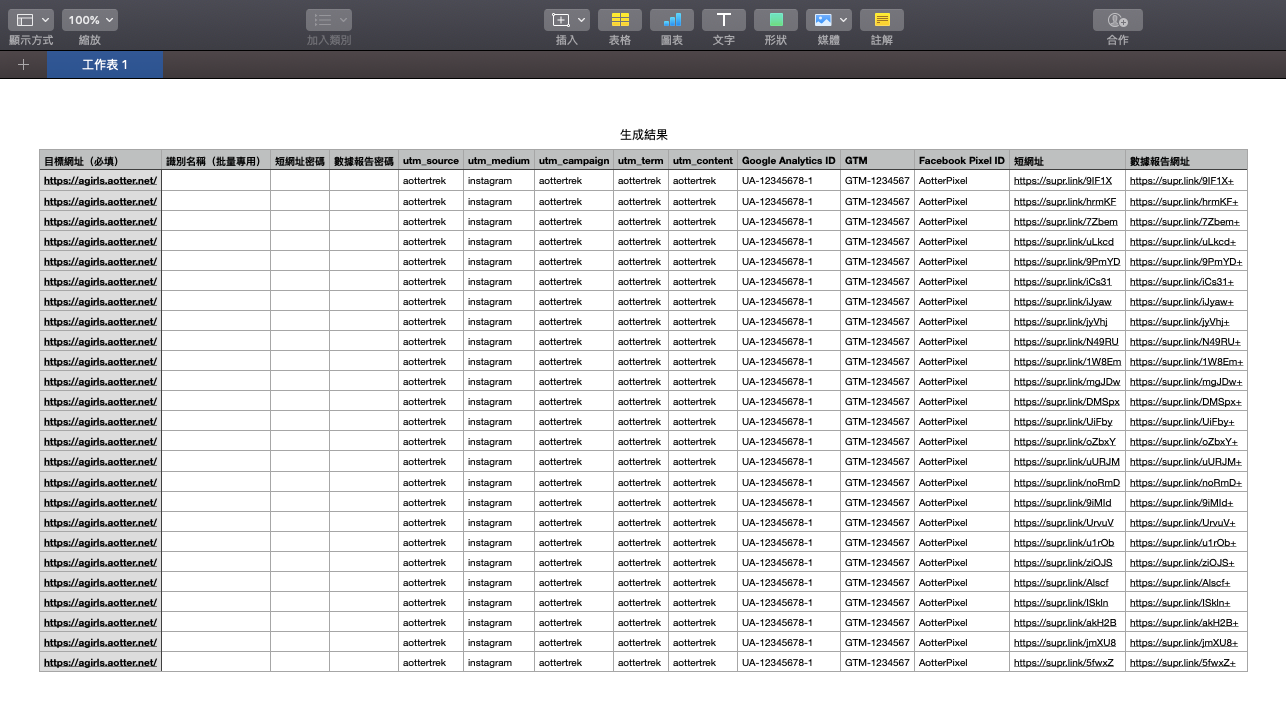 100%
顯示方式 縮放 加入類別 插入 表格 圖表 T 文字 形狀 媒體 註解 合作
+ 工作表 1
生成結果
目標網址（必填） 識別名稱（批量專用） 短網址密碼 數據報告密碼 utm_source utm_medium utm_campaign utm_term utm_content Google Analytics ID GTM Facebook Pixel ID 短網址 數據報告網址
https://agirls.aotter.net/ aottertrek instagram aottertrek aottertrek aottertrek UA-12345678-1 GTM-1234567 AotterPixel https://supr.link/9IF1X https://supr.link/9IF1X+
https://agirls.aotter.net/ aottertrek instagram aottertrek aottertrek aottertrek UA-12345678-1 GTM-1234567 AotterPixel https://supr.link/hrmKF https://supr.link/hrmKF+
https://agirls.aotter.net/ aottertrek instagram aottertrek aottertrek aottertrek UA-12345678-1 GTM-1234567 AotterPixel https://supr.link/7Zbem https://supr.link/7Zbem+
https://agirls.aotter.net/ aottertrek instagram aottertrek aottertrek aottertrek UA-12345678-1 GTM-1234567 AotterPixel https://supr.link/uLkcd https://supr.link/uLkcd+
https://agirls.aotter.net/ aottertrek instagram aottertrek aottertrek aottertrek UA-12345678-1 GTM-1234567 AotterPixel https://supr.link/9PmYD https://supr.link/9PmYD+
https://agirls.aotter.net/ aottertrek instagram aottertrek aottertrek aottertrek UA-12345678-1 GTM-1234567 AotterPixel https://supr.link/iCs31 https://supr.link/iCs31+
https://agirls.aotter.net/ aottertrek instagram aottertrek aottertrek aottertrek UA-12345678-1 GTM-1234567 AotterPixel https://supr.link/iJyaw https://supr.link/iJyaw+
https://agirls.aotter.net/ aottertrek instagram aottertrek aottertrek aottertrek UA-12345678-1 GTM-1234567 AotterPixel https://supr.link/jyVhj https://supr.link/jyVhj+
https://agirls.aotter.net/ aottertrek instagram aottertrek aottertrek aottertrek UA-12345678-1 GTM-1234567 AotterPixel https://supr.link/N49RU https://supr.link/N49RU+
https://agirls.aotter.net/ aottertrek instagram aottertrek aottertrek aottertrek UA-12345678-1 GTM-1234567 AotterPixel https://supr.link/1W8Em https://supr.link/1W8Em+
https://agirls.aotter.net/ aottertrek instagram aottertrek aottertrek aottertrek UA-12345678-1 GTM-1234567 AotterPixel https://supr.link/mgJDw https://supr.link/mgJDw+
https://agirls.aotter.net/ aottertrek instagram aottertrek aottertrek aottertrek UA-12345678-1 GTM-1234567 AotterPixel https://supr.link/DMSpx https://supr.link/DMSpx+
https://agirls.aotter.net/ aottertrek instagram aottertrek aottertrek aottertrek UA-12345678-1 GTM-1234567 AotterPixel https://supr.link/UiFby https://supr.link/UiFby+
https://agirls.aotter.net/ aottertrek instagram aottertrek aottertrek aottertrek UA-12345678-1 GTM-1234567 AotterPixel https://supr.link/oZbxY https://supr.link/oZbxY+
https://agirls.aotter.net/ aottertrek instagram aottertrek aottertrek aottertrek UA-12345678-1 GTM-1234567 AotterPixel https://supr.link/uURJM https://supr.link/uURJM+
https://agirls.aotter.net/ aottertrek instagram aottertrek aottertrek aottertrek UA-12345678-1 GTM-1234567 AotterPixel https://supr.link/noRmD https://supr.link/noRmD+
https://agirls.aotter.net/ aottertrek instagram aottertrek aottertrek aottertrek UA-12345678-1 GTM-1234567 AotterPixel https://supr.link/9iMld https://supr.link/9iMld+
https://agirls.aotter.net/ aottertrek instagram aottertrek aottertrek aottertrek UA-12345678-1 GTM-1234567 AotterPixel https://supr.link/UrvuV https://supr.link/UrvuV+
https://agirls.aotter.net/ aottertrek instagram aottertrek aottertrek aottertrek UA-12345678-1 GTM-1234567 AotterPixel https://supr.link/u1rOb https://supr.link/u1rOb+
https://agirls.aotter.net/ aottertrek instagram aottertrek aottertrek aottertrek UA-12345678-1 GTM-1234567 AotterPixel https://supr.link/ziOJS https://supr.link/ziOJS+
https://agirls.aotter.net/ aottertrek instagram aottertrek aottertrek aottertrek UA-12345678-1 GTM-1234567 AotterPixel https://supr.link/Alscf https://supr.link/Alscf+
https://agirls.aotter.net/ aottertrek instagram aottertrek aottertrek aottertrek UA-12345678-1 GTM-1234567 AotterPixel https://supr.link/ISkln https://supr.link/ISkln+
https://agirls.aotter.net/ aottertrek instagram aottertrek aottertrek aottertrek UA-12345678-1 GTM-1234567 AotterPixel https://supr.link/akH2B https://supr.link/akH2B+
https://agirls.aotter.net/ aottertrek instagram aottertrek aottertrek aottertrek UA-12345678-1 GTM-1234567 AotterPixel https://supr.link/jmXU8 https://supr.link/jmXU8+
https://agirls.aotter.net/ aottertrek instagram aottertrek aottertrek aottertrek UA-12345678-1 GTM-1234567 AotterPixel https://supr.link/5fwxZ https://supr.link/5fwxZ+